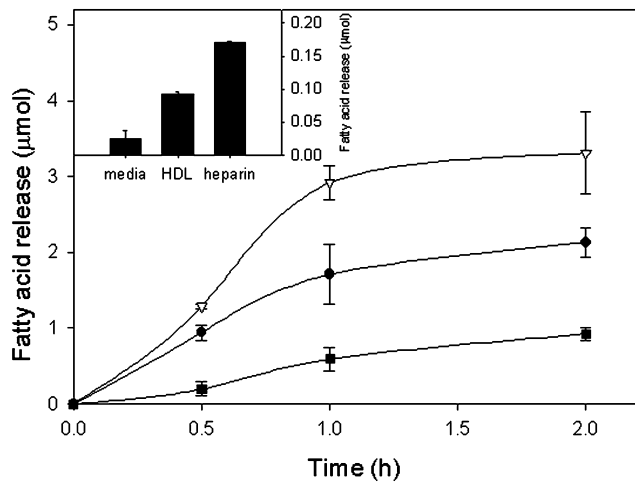 5
4
3
2
1
0
Fatty acid release (μmol)
0.20
0.15
0.10
0.05
0.00
Fatty acid release (μmol)
media HDL heparin
0.0 0.5 1.0 1.5 2.0
Time (h)